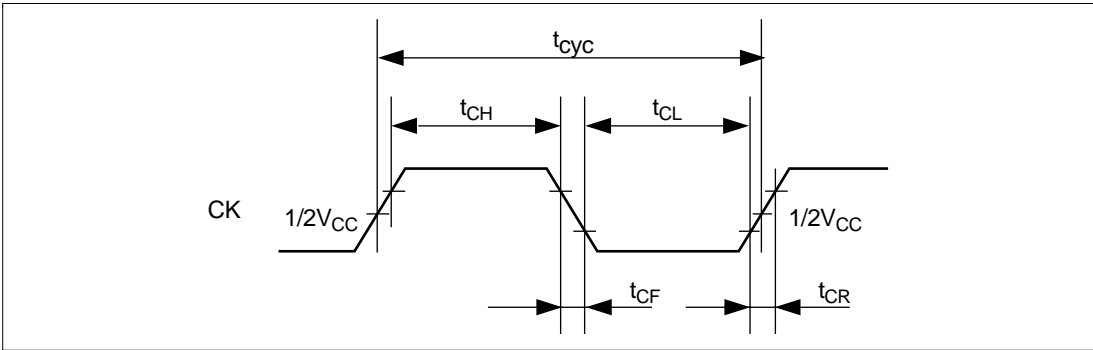 tcyc
tCH
tCL
CK
1/2VCC
1/2VCC
tCF
tCR